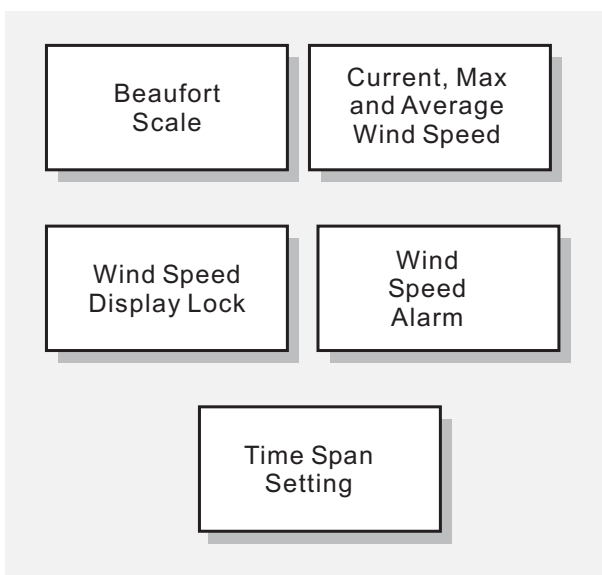 Beaufort
Scale
Current, Max
and Average
Wind Speed
Wind Speed
Display Lock
Wind
Speed
Alarm
Time Span
Setting